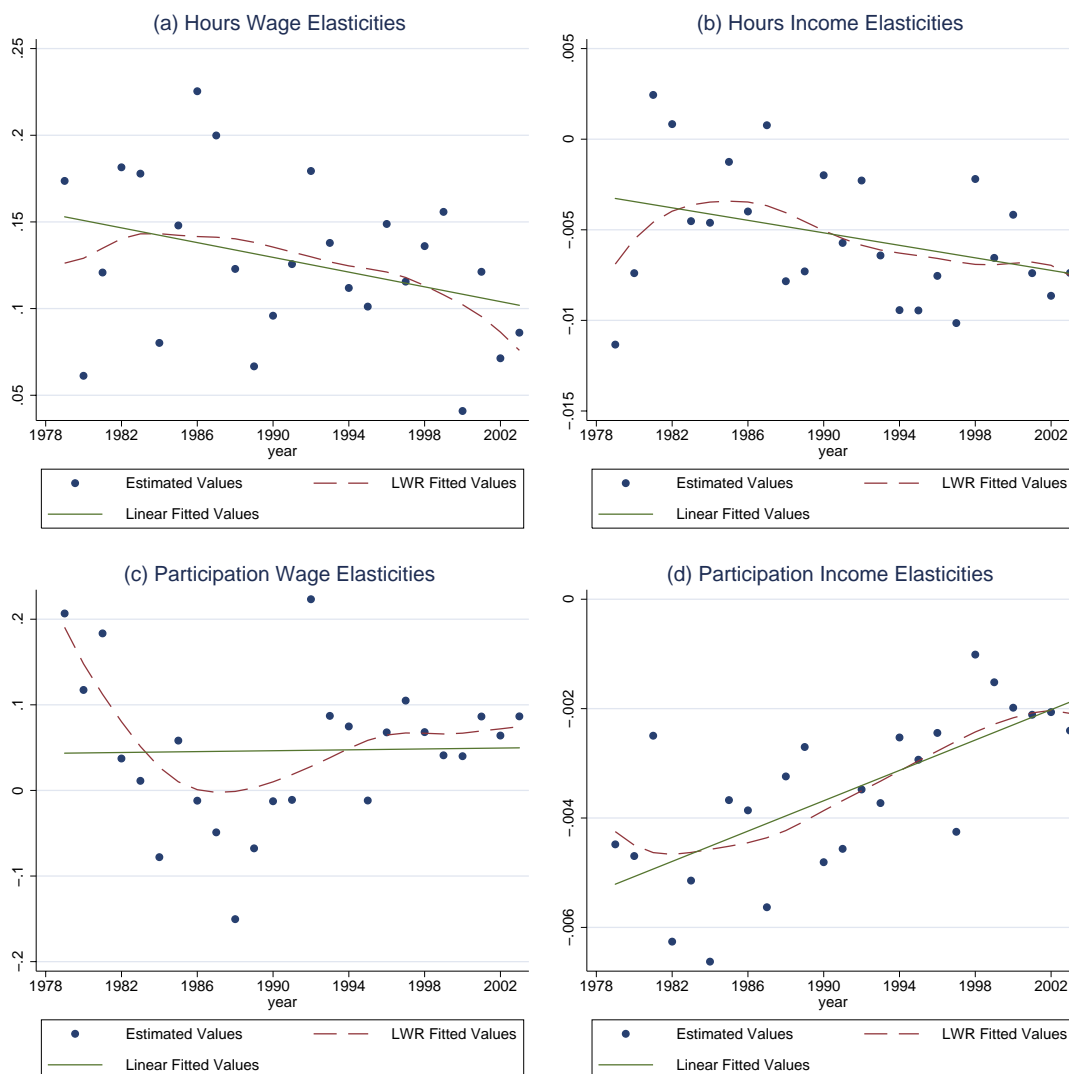 (a) Hours Wage Elasticities
.25
.2
.15
.1
.05
1978 1982 1986 1990 1994 1998 2002
year
Estimated Values LWR Fitted Values
Linear Fitted Values
(b) Hours Income Elasticities
.005
0
-.005
-.01
-.015
1978 1982 1986 1990 1994 1998 2002
year
Estimated Values LWR Fitted Values
Linear Fitted Values
(c) Participation Wage Elasticities
.2
.1
0
-.1
-.2
1978 1982 1986 1990 1994 1998 2002
year
Estimated Values LWR Fitted Values
Linear Fitted Values
(d) Participation Income Elasticities
0
-.002
-.004
-.006
1978 1982 1986 1990 1994 1998 2002
year
Estimated Values LWR Fitted Values
Linear Fitted Values